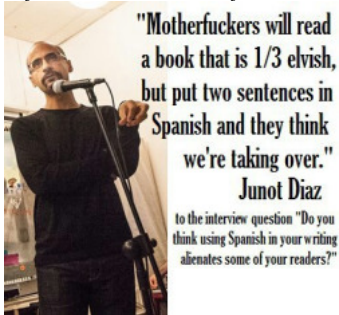 "Motherfuckers will read
a book that is 1/3 elvish,
but put two sentences in
Spanish and they think
we're taking over."
Junot Diaz
to the interview question "Do you
think using Spanish in your writing
alienates some of your readers?"